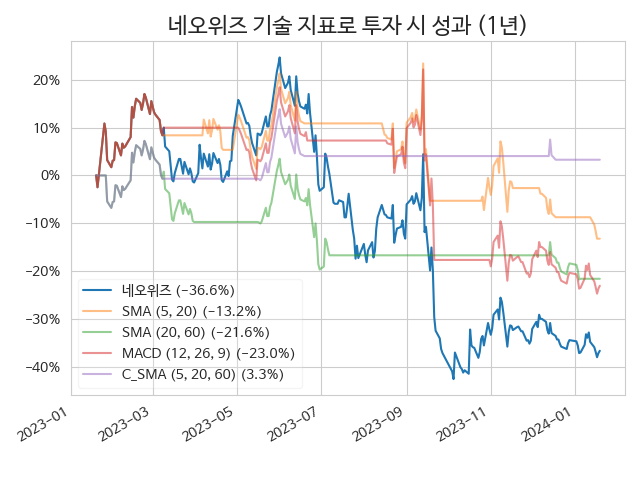 네오위즈 기술 지표로 투자 시 성과 (1년)
20%
10%
0%
−10%
−20%
−30%
−40%
네오위즈 (−36.6%)
SMA (5, 20) (−13.2%)
SMA (20, 60) (−21.6%)
MACD (12, 26, 9) (−23.0%)
C_SMA (5, 20, 60) (3.3%)
2023−01
2023−03
2023−05
2023−07
2023−09
2023−11
2024−01